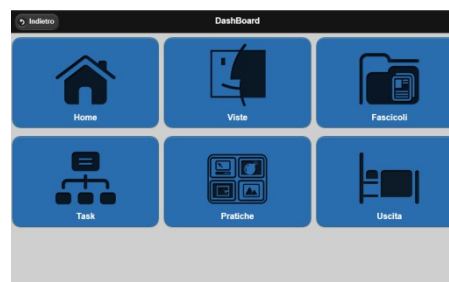 Indietro
DashBoard
Home
Viste
Fascicoli
Task
Pratiche
Uscita